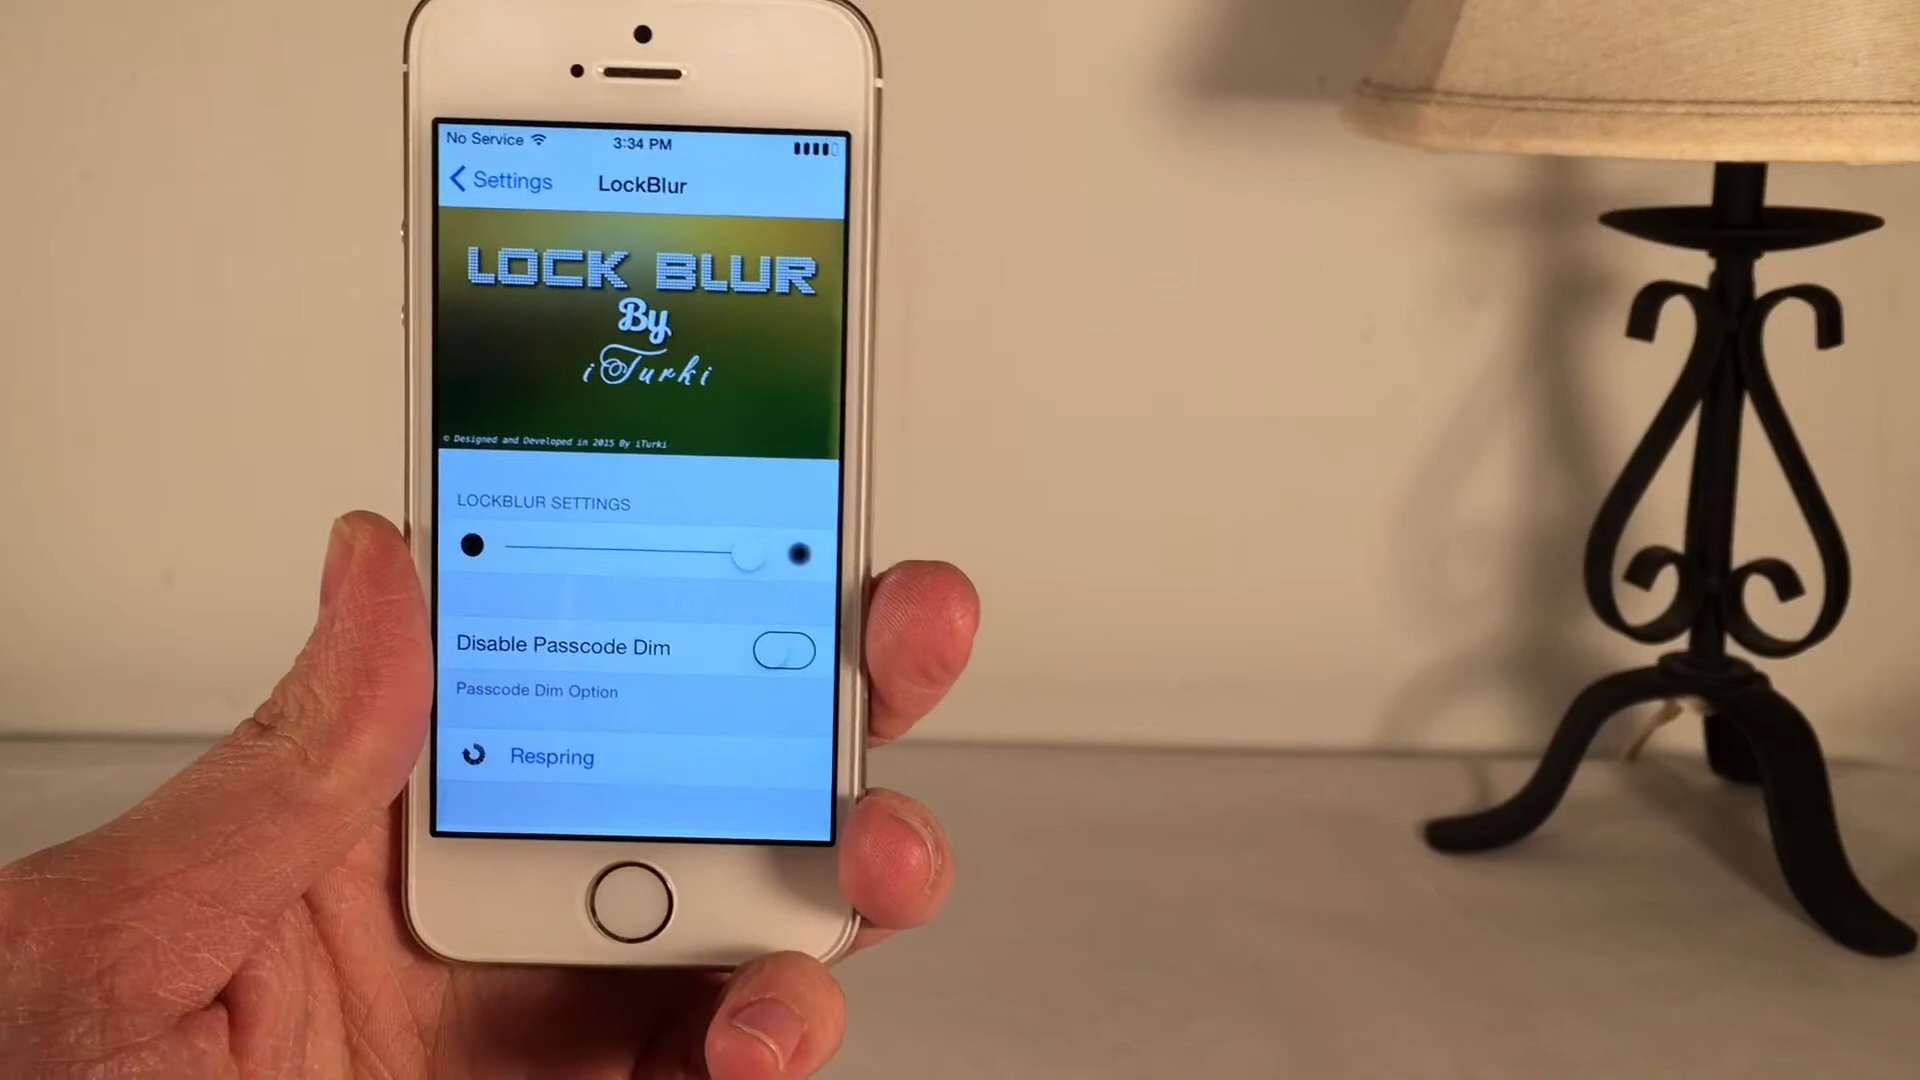 No Service 3:34 PM
Settings LockBlur
LOCK BLUR
By
iTurki
© Designed and Developed in 2015 By iTurki
LOCKBLUR SETTINGS
Disable Passcode Dim
Passcode Dim Option
Respring